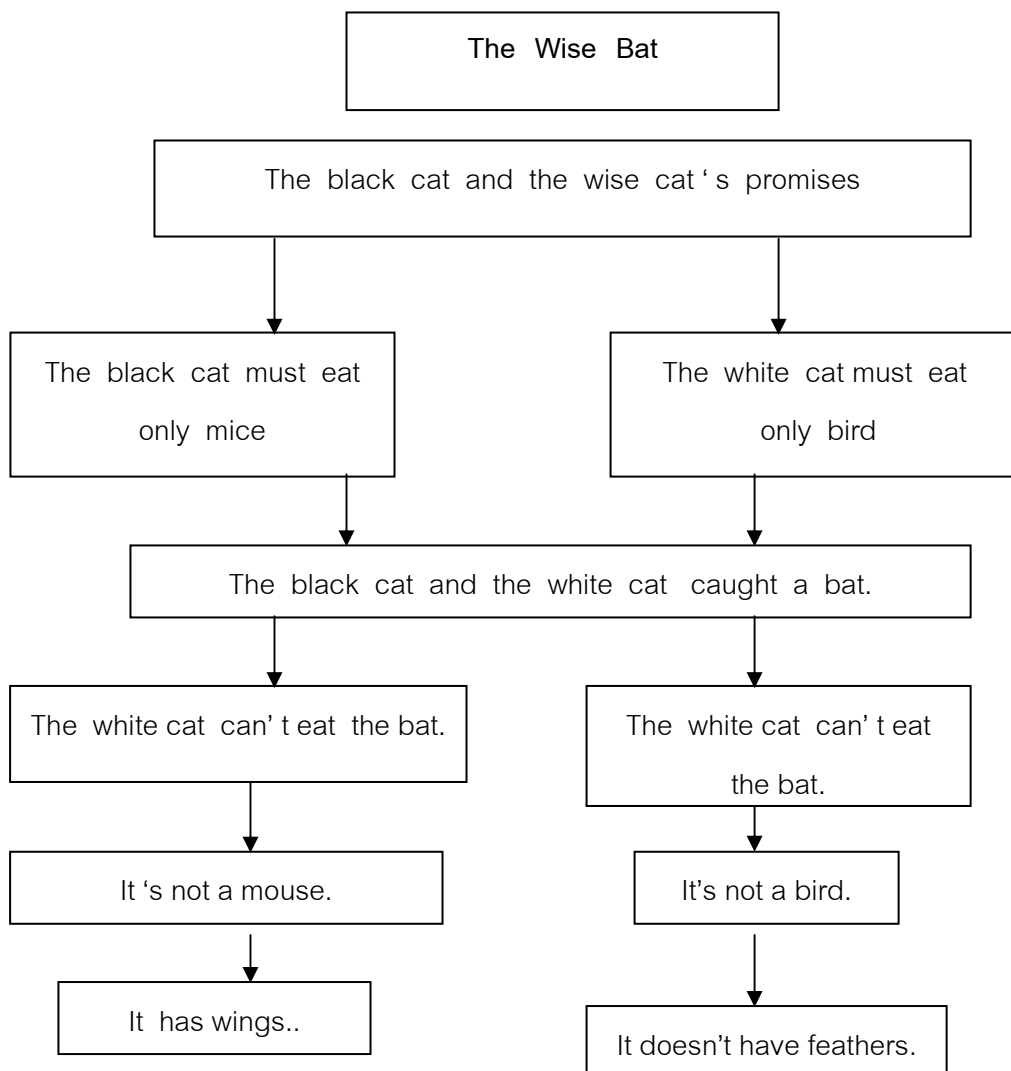 The Wise Bat
The black cat and the wise cat ‘ s promises
The black cat must eat
only mice
The white cat must eat
only bird
The black cat and the white cat caught a bat.
The white cat can’ t eat the bat.
The white cat can’ t eat
the bat.
It ‘s not a mouse.
It’s not a bird.
It has wings..
It doesn’t have feathers.